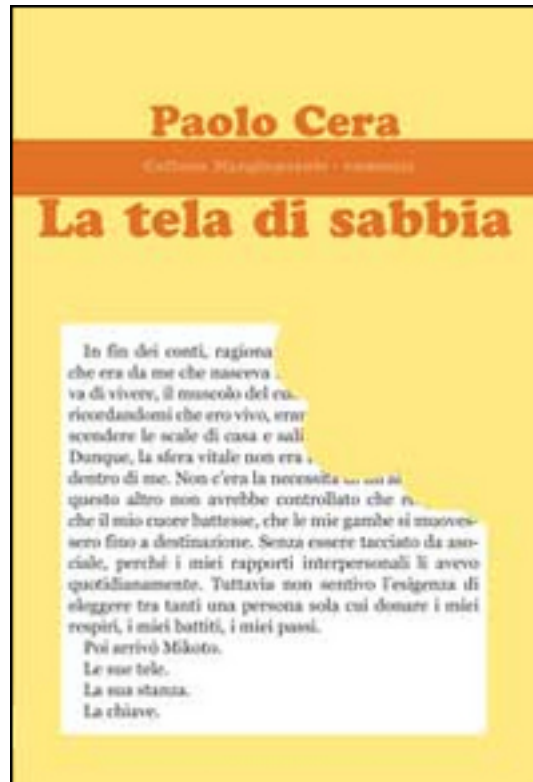 Paolo Cera
Collana Mangiaparole - romanzi
La tela di sabbia
In fin dei conti, ragiona
che era da me che nasceva
va di vivere, il muscolo del
ricordandomi che ero vivo, eran
scendere le scale di casa e sali
Dunque, la sfera vitale non era
dentro di me. Non c'era la necessità
questo altro non avrebbe controllato che
che il mio cuore battesse, che le mie gambe si muoves-
sero fino a destinazione. Senza essere tacciato da aso-
ciale, perché i miei rapporti interpersonali li avevo
quotidianamente. Tuttavia non sentivo l'esigenza di
eleggere tra tanti una persona sola cui donare i miei
respiri, i miei battiti, i miei passi.
Poi arrivò Mikoto.
Le sue tele.
La sua stanza.
La chiave.